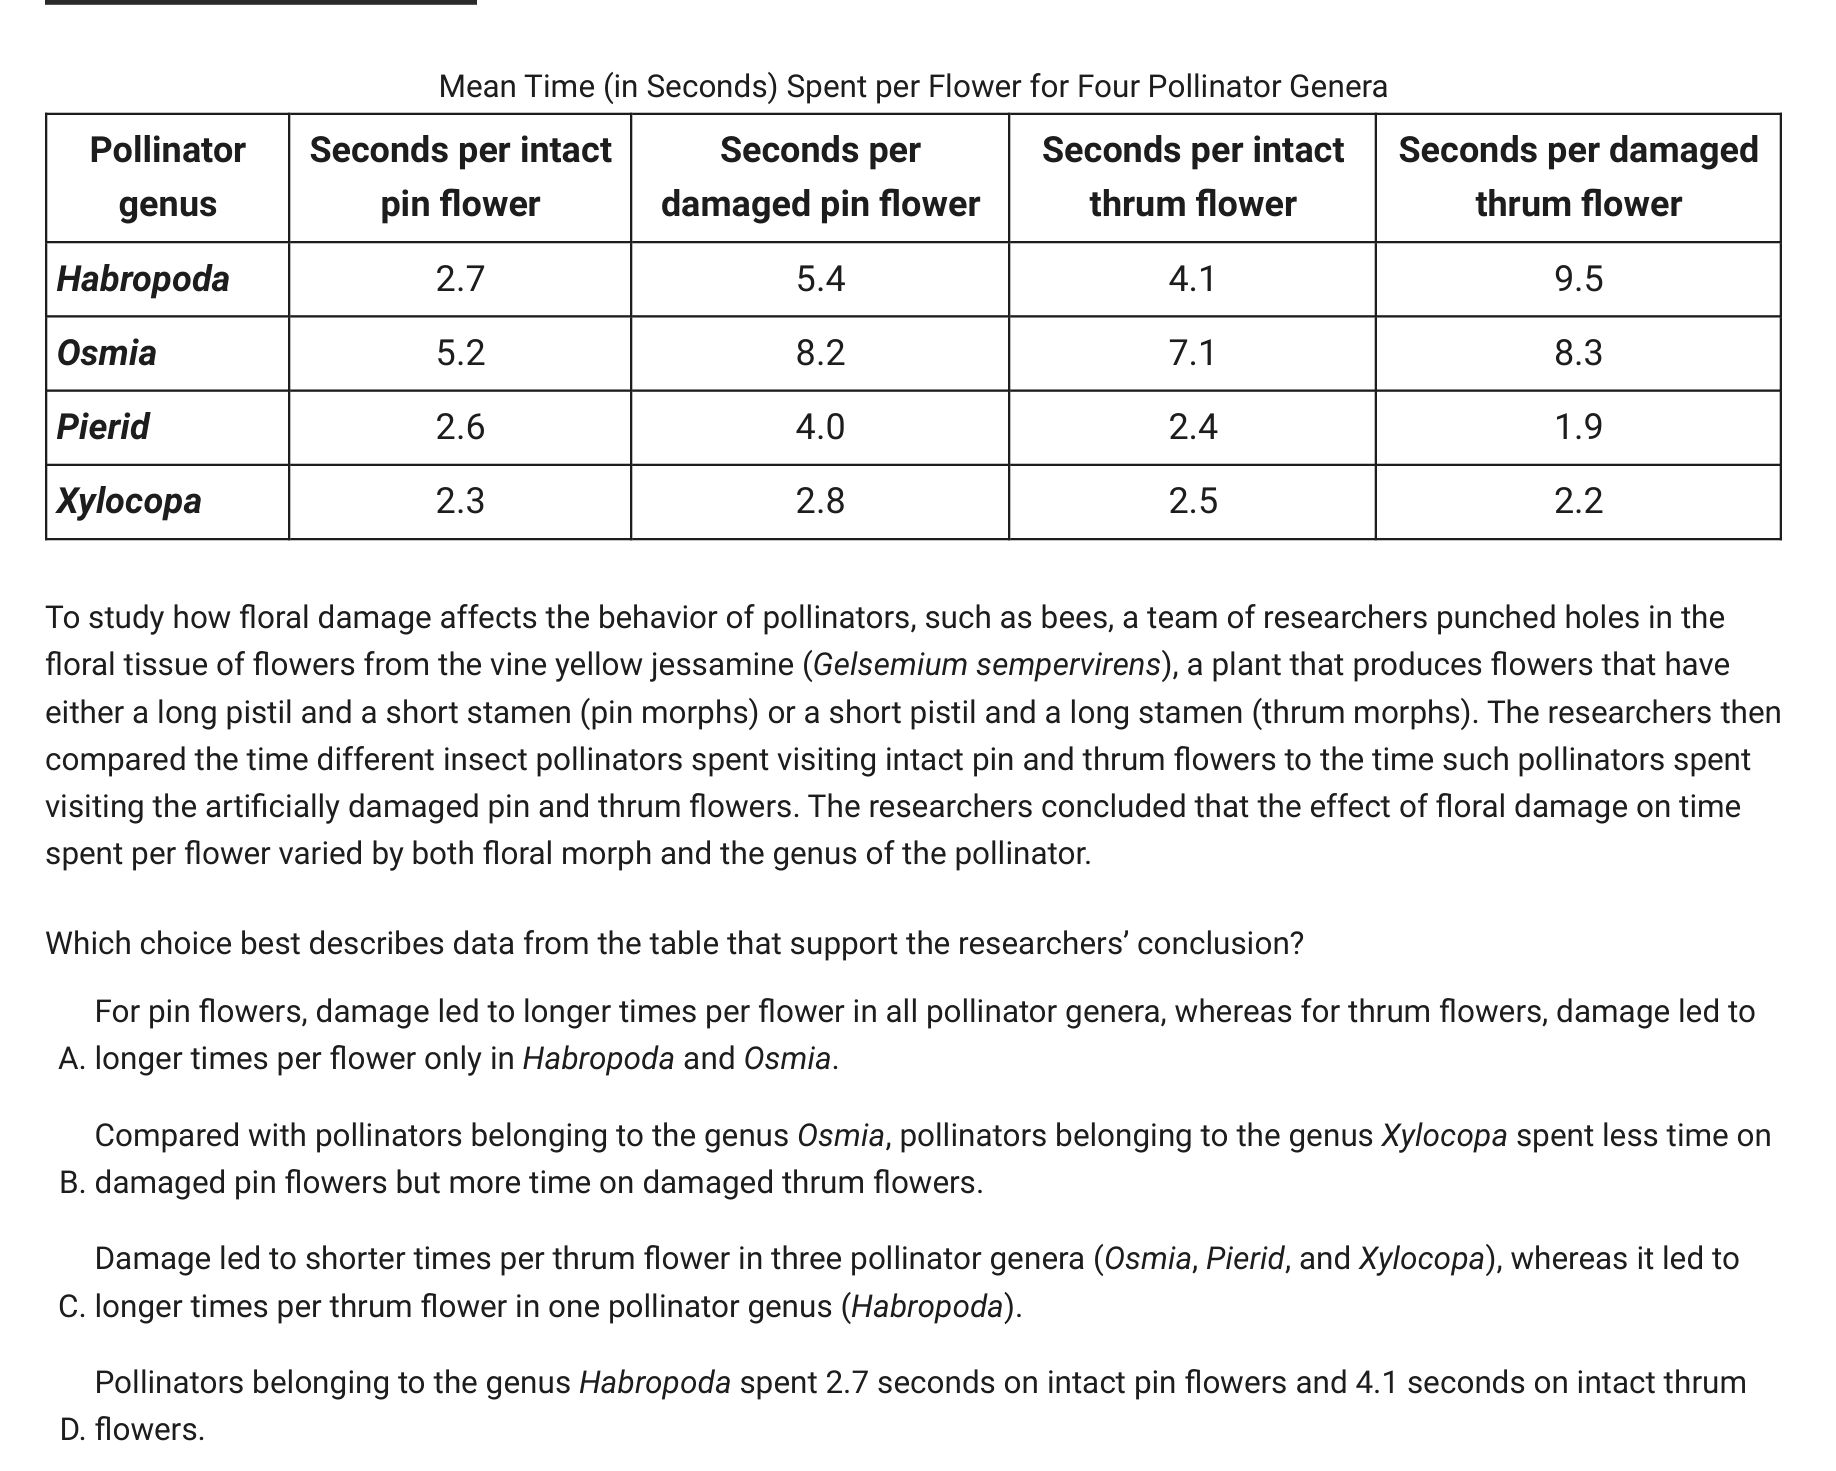 Mean Time (in Seconds) Spent per Flower for Four Pollinator Genera
Pollinator genus Seconds per intact pin flower Seconds per damaged pin flower Seconds per intact thrum flower Seconds per damaged thrum flower
Habropoda 2.7 5.4 4.1 9.5
Osmia 5.2 8.2 7.1 8.3
Pierid 2.6 4.0 2.4 1.9
Xylocopa 2.3 2.8 2.5 2.2
To study how floral damage affects the behavior of pollinators, such as bees, a team of researchers punched holes in the
floral tissue of flowers from the vine yellow jessamine (Gelsemium sempervirens), a plant that produces flowers that have
either a long pistil and a short stamen (pin morphs) or a short pistil and a long stamen (thrum morphs). The researchers then
compared the time different insect pollinators spent visiting intact pin and thrum flowers to the time such pollinators spent
visiting the artificially damaged pin and thrum flowers. The researchers concluded that the effect of floral damage on time
spent per flower varied by both floral morph and the genus of the pollinator.
Which choice best describes data from the table that support the researchers’ conclusion?
For pin flowers, damage led to longer times per flower in all pollinator genera, whereas for thrum flowers, damage led to
A. longer times per flower only in Habropoda and Osmia.
Compared with pollinators belonging to the genus Osmia, pollinators belonging to the genus Xylocopa spent less time on
B. damaged pin flowers but more time on damaged thrum flowers.
Damage led to shorter times per thrum flower in three pollinator genera (Osmia, Pierid, and Xylocopa), whereas it led to
C. longer times per thrum flower in one pollinator genus (Habropoda).
Pollinators belonging to the genus Habropoda spent 2.7 seconds on intact pin flowers and 4.1 seconds on intact thrum
D. flowers.